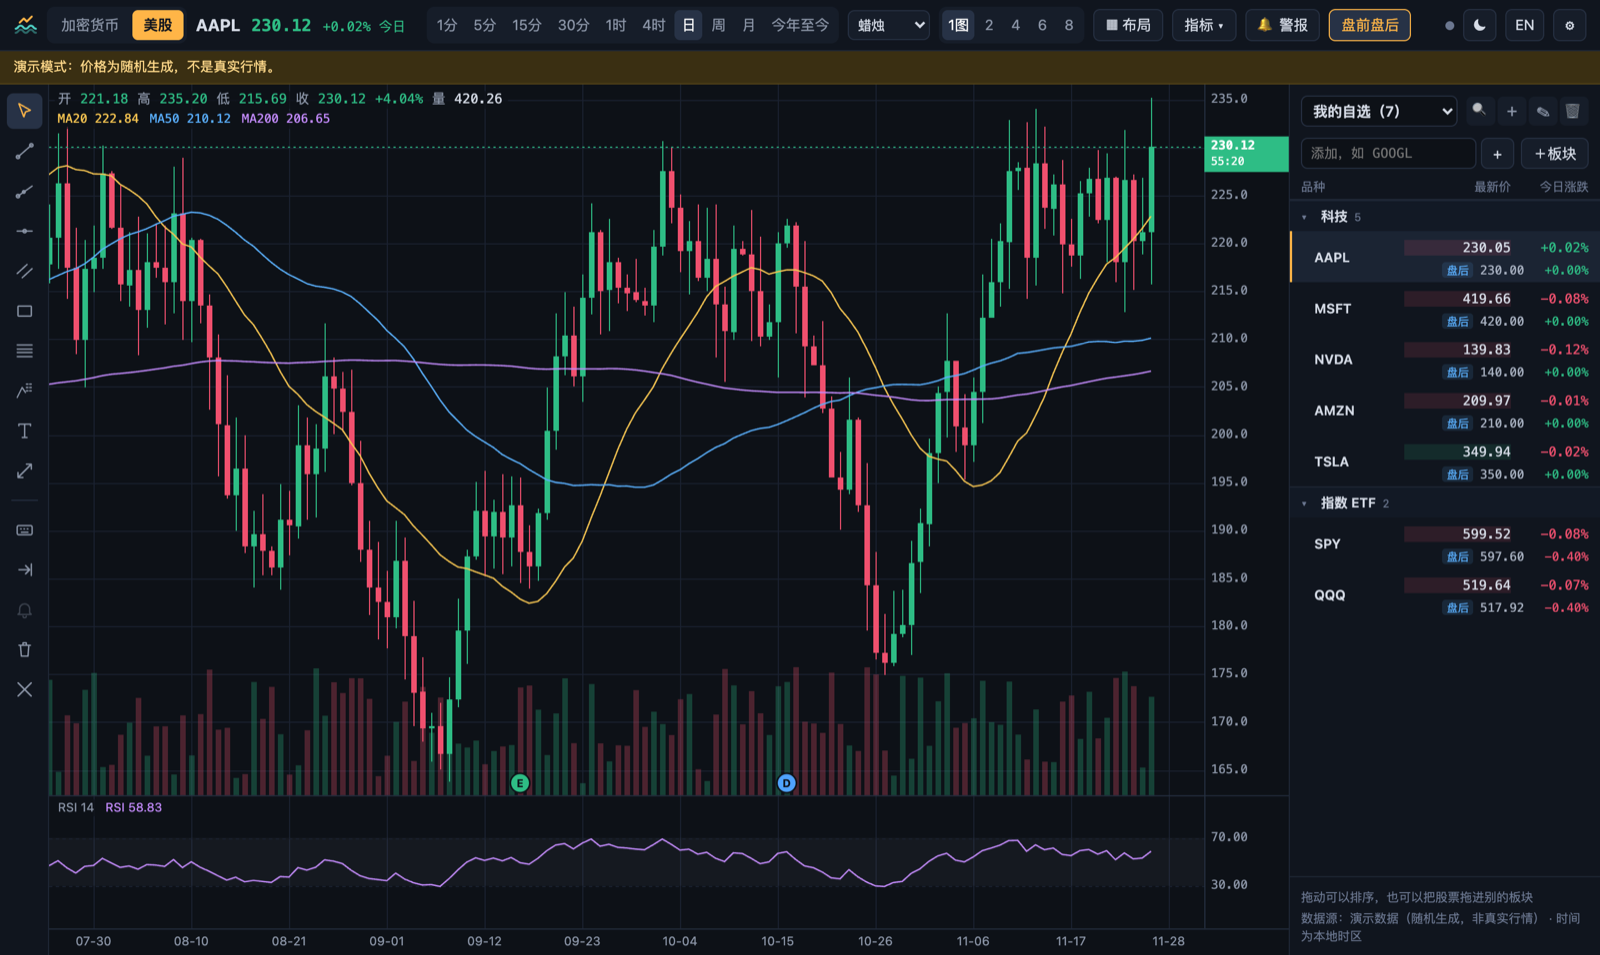 加密货币 美股 AAPL 230.12 +0.02% 今日 1分 5分 15分 30分 1时 4时 日 周 月 今年至今 蜡烛 1图 2 4 6 8 布局 指标 警报 盘前盘后 EN
演示模式：价格为随机生成，不是真实行情。
开 221.18 高 235.20 低 215.69 收 230.12 +4.04% 量 420.26
MA20 222.84 MA50 210.12 MA200 206.65
235.0
230.12
55:20
225.0
220.0
215.0
210.0
205.0
200.0
195.0
190.0
185.0
180.0
175.0
170.0
165.0
T
E
D
RSI 14 RSI 58.83
70.00
30.00
07-30 08-10 08-21 09-01 09-12 09-23 10-04 10-15 10-26 11-06 11-17 11-28
我的自选（7） +
添加，如 GOOGL + +板块
品种 最新价 今日涨跌
科技 5
AAPL 230.05 +0.02%
盘后 230.00 +0.00%
MSFT 419.66 -0.08%
盘后 420.00 +0.00%
NVDA 139.83 -0.12%
盘后 140.00 +0.00%
AMZN 209.97 -0.01%
盘后 210.00 +0.00%
TSLA 349.94 -0.02%
盘后 350.00 +0.00%
指数 ETF 2
SPY 599.52 -0.08%
盘后 597.60 -0.40%
QQQ 519.64 -0.07%
盘后 517.92 -0.40%
拖动可以排序，也可以把股票拖进别的板块
数据源：演示数据（随机生成，非真实行情）· 时间
为本地时区